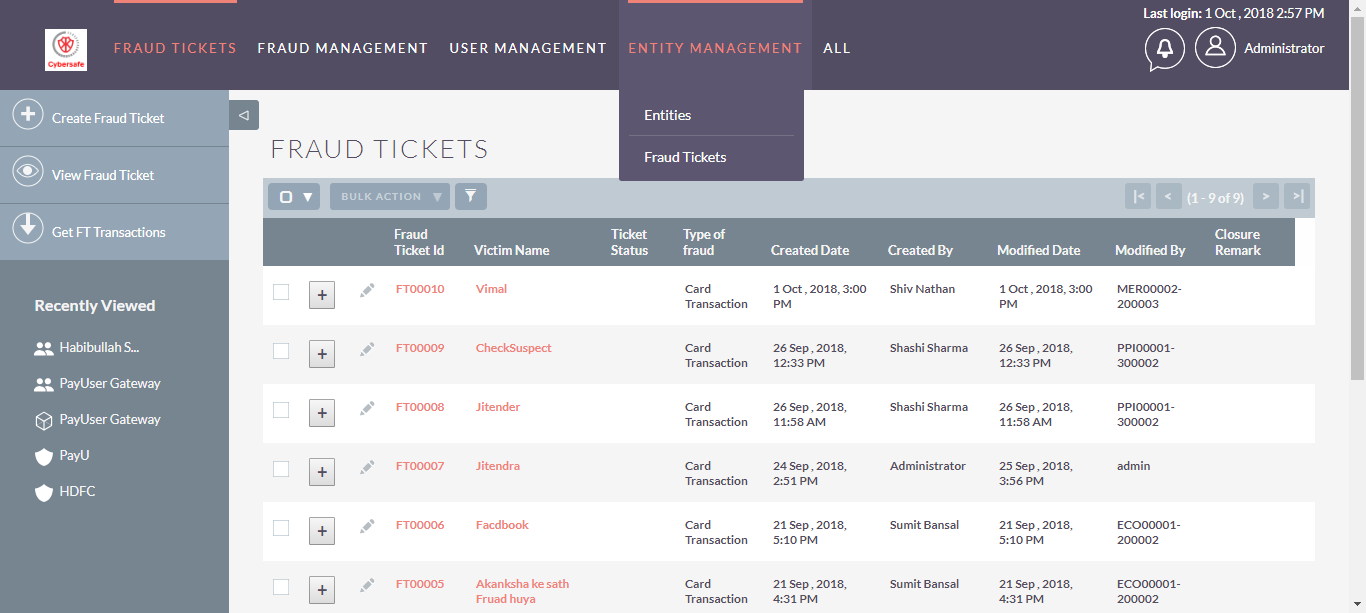 Last login: 1 Oct , 2018 2:57 PM
Cybersafe
FRAUD TICKETS FRAUD MANAGEMENT USER MANAGEMENT ENTITY MANAGEMENT ALL
Administrator
Entities
Fraud Tickets
Create Fraud Ticket
View Fraud Ticket
Get FT Transactions
Recently Viewed
Habibullah S...
PayUser Gateway
PayUser Gateway
PayU
HDFC
FRAUD TICKETS
BULK ACTION
(1 - 9 of 9)
Fraud Ticket Id Victim Name Ticket Status Type of fraud Created Date Created By Modified Date Modified By Closure Remark
FT00010 Vimal Card Transaction 1 Oct , 2018, 3:00 PM Shiv Nathan 1 Oct , 2018, 3:00 PM MER00002-200003
FT00009 CheckSuspect Card Transaction 26 Sep , 2018, 12:33 PM Shashi Sharma 26 Sep , 2018, 12:33 PM PPI00001-300002
FT00008 Jitender Card Transaction 26 Sep , 2018, 11:58 AM Shashi Sharma 26 Sep , 2018, 11:58 AM PPI00001-300002
FT00007 Jitendra Card Transaction 24 Sep , 2018, 2:51 PM Administrator 25 Sep , 2018, 3:56 PM admin
FT00006 Facdbook Card Transaction 21 Sep , 2018, 5:10 PM Sumit Bansal 21 Sep , 2018, 5:10 PM ECO00001-200002
FT00005 Akanksha ke sath Fruad huya Card Transaction 21 Sep , 2018, 4:31 PM Sumit Bansal 21 Sep , 2018, 4:31 PM ECO00001-200002